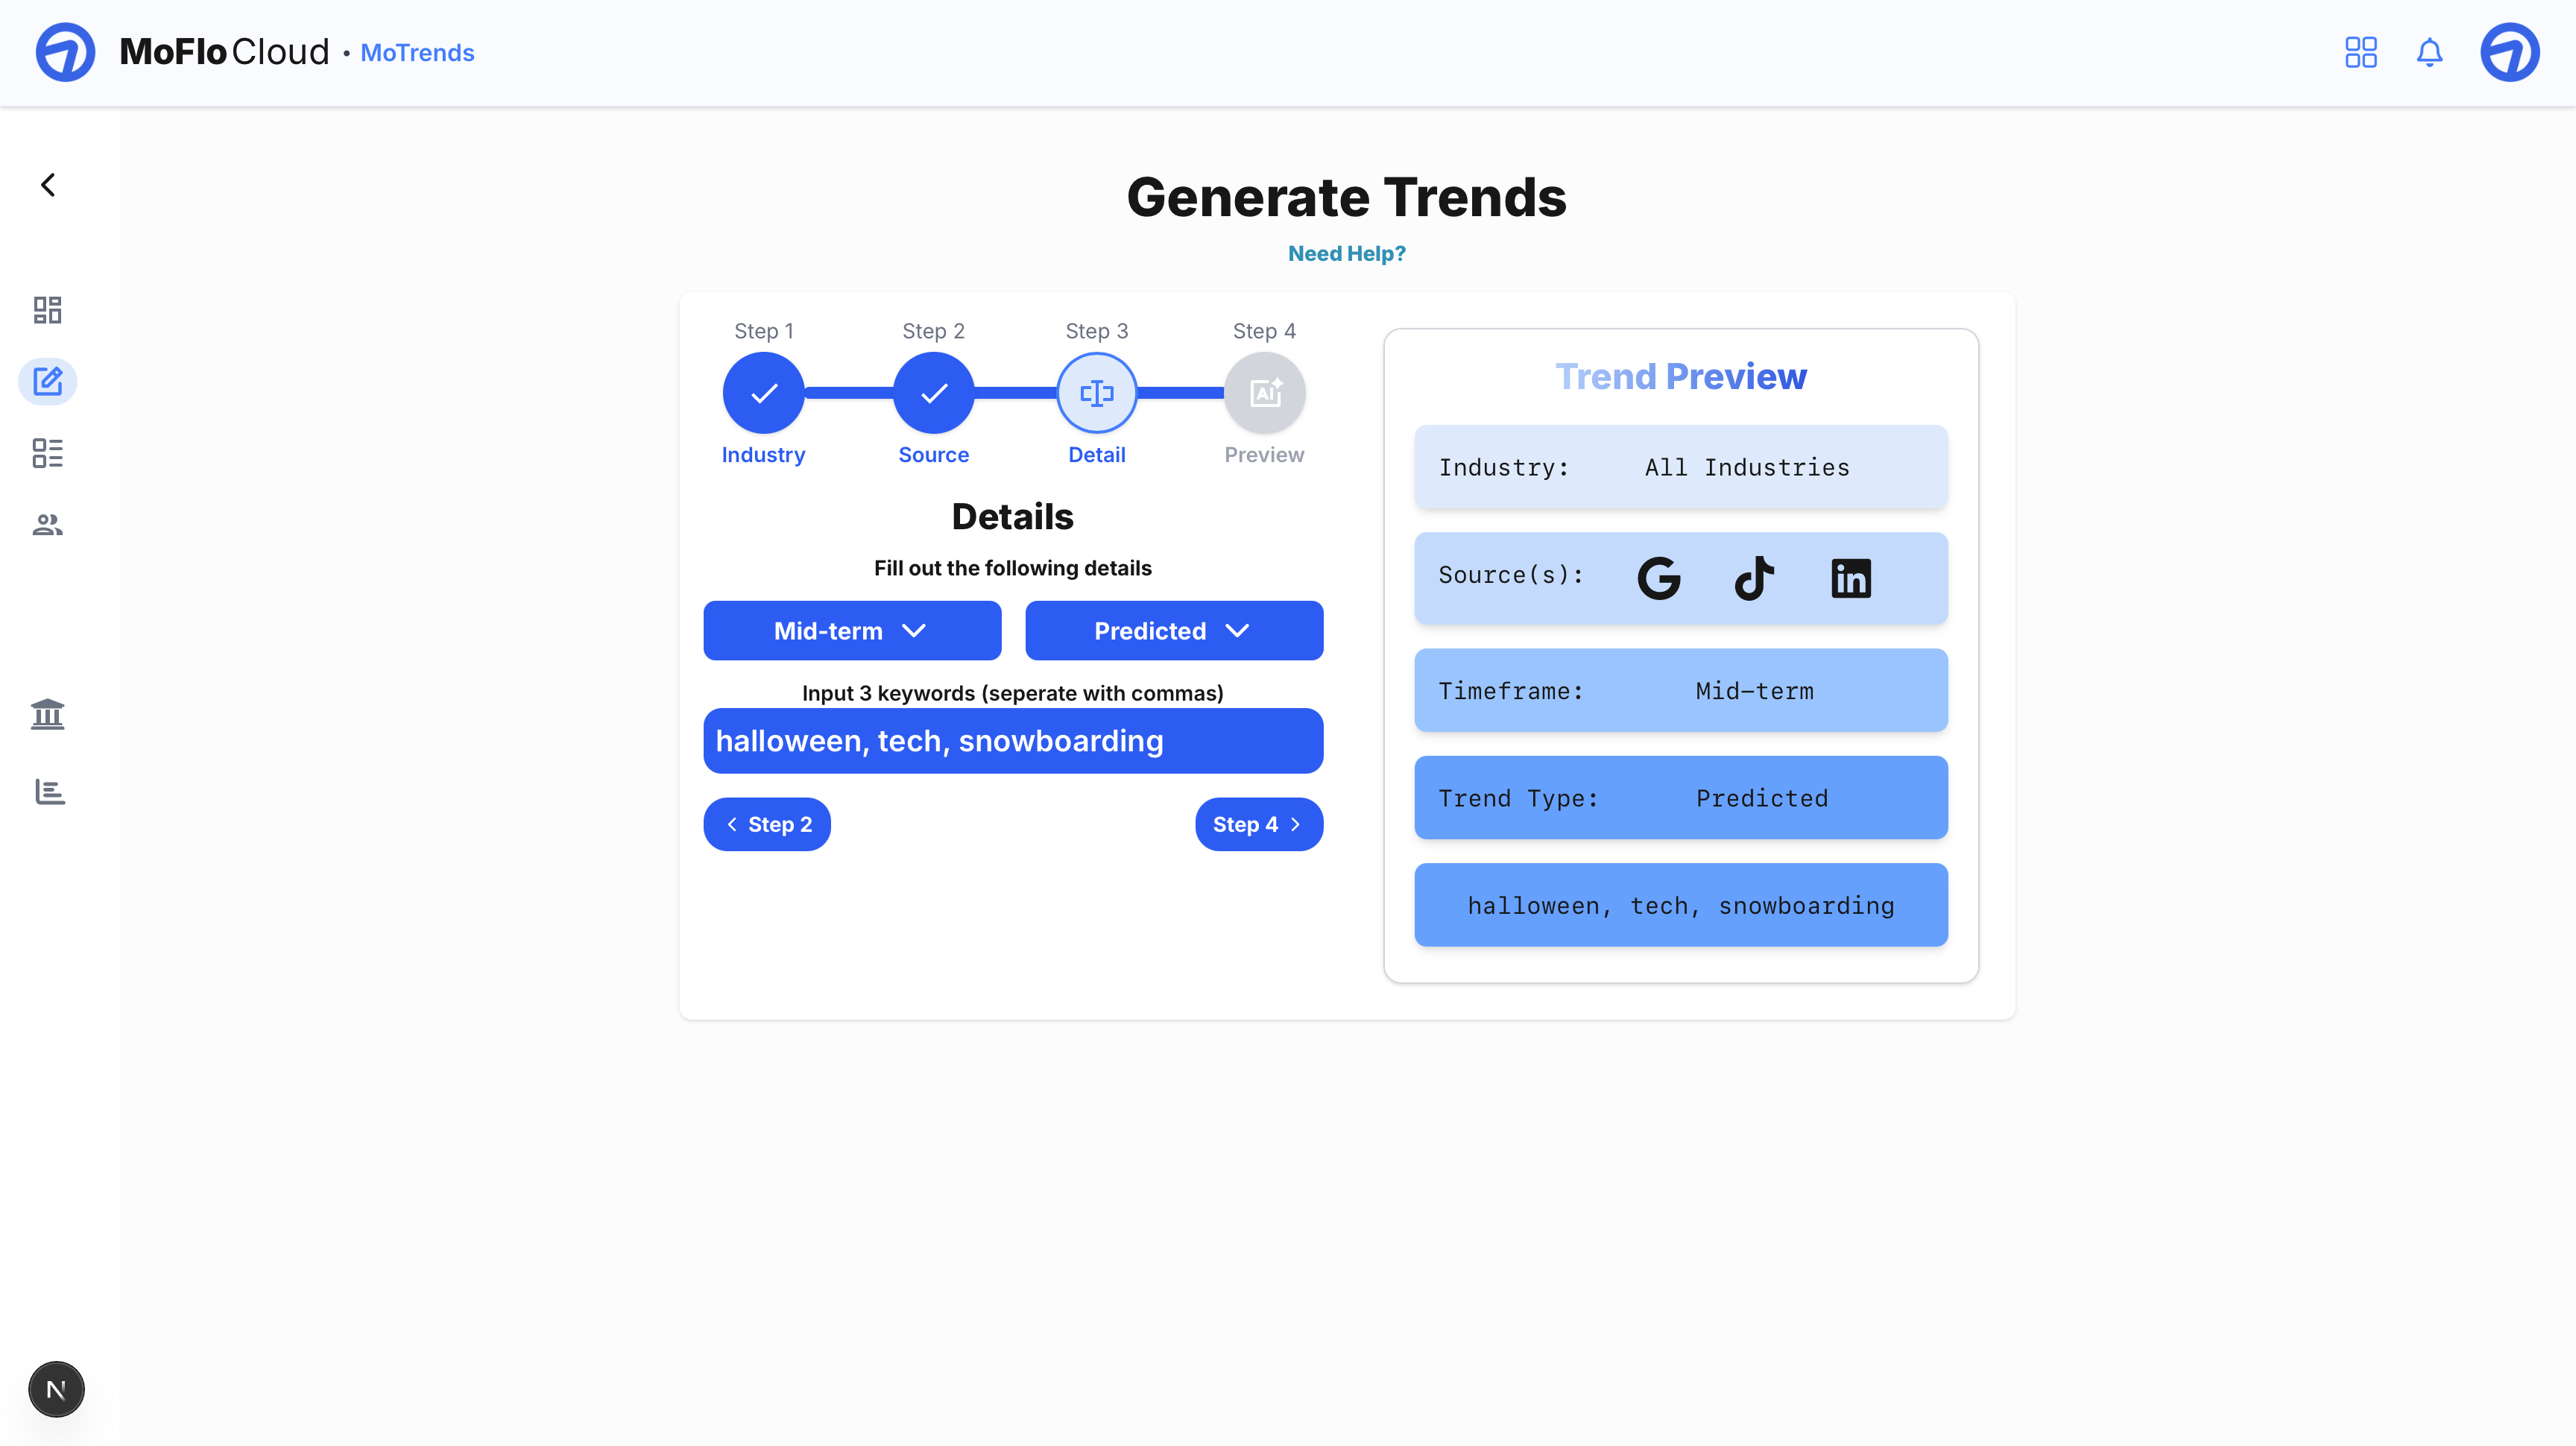 MoFlo Cloud • MoTrends
Generate Trends
Need Help?
Step 1
Step 2
Step 3
Step 4
AI
Industry
Source
Detail
Preview
Details
Fill out the following details
Mid-term
Predicted
Input 3 keywords (seperate with commas)
halloween, tech, snowboarding
Step 2
Step 4
Trend Preview
Industry: All Industries
Source(s): G in
Timeframe: Mid-term
Trend Type: Predicted
halloween, tech, snowboarding
N